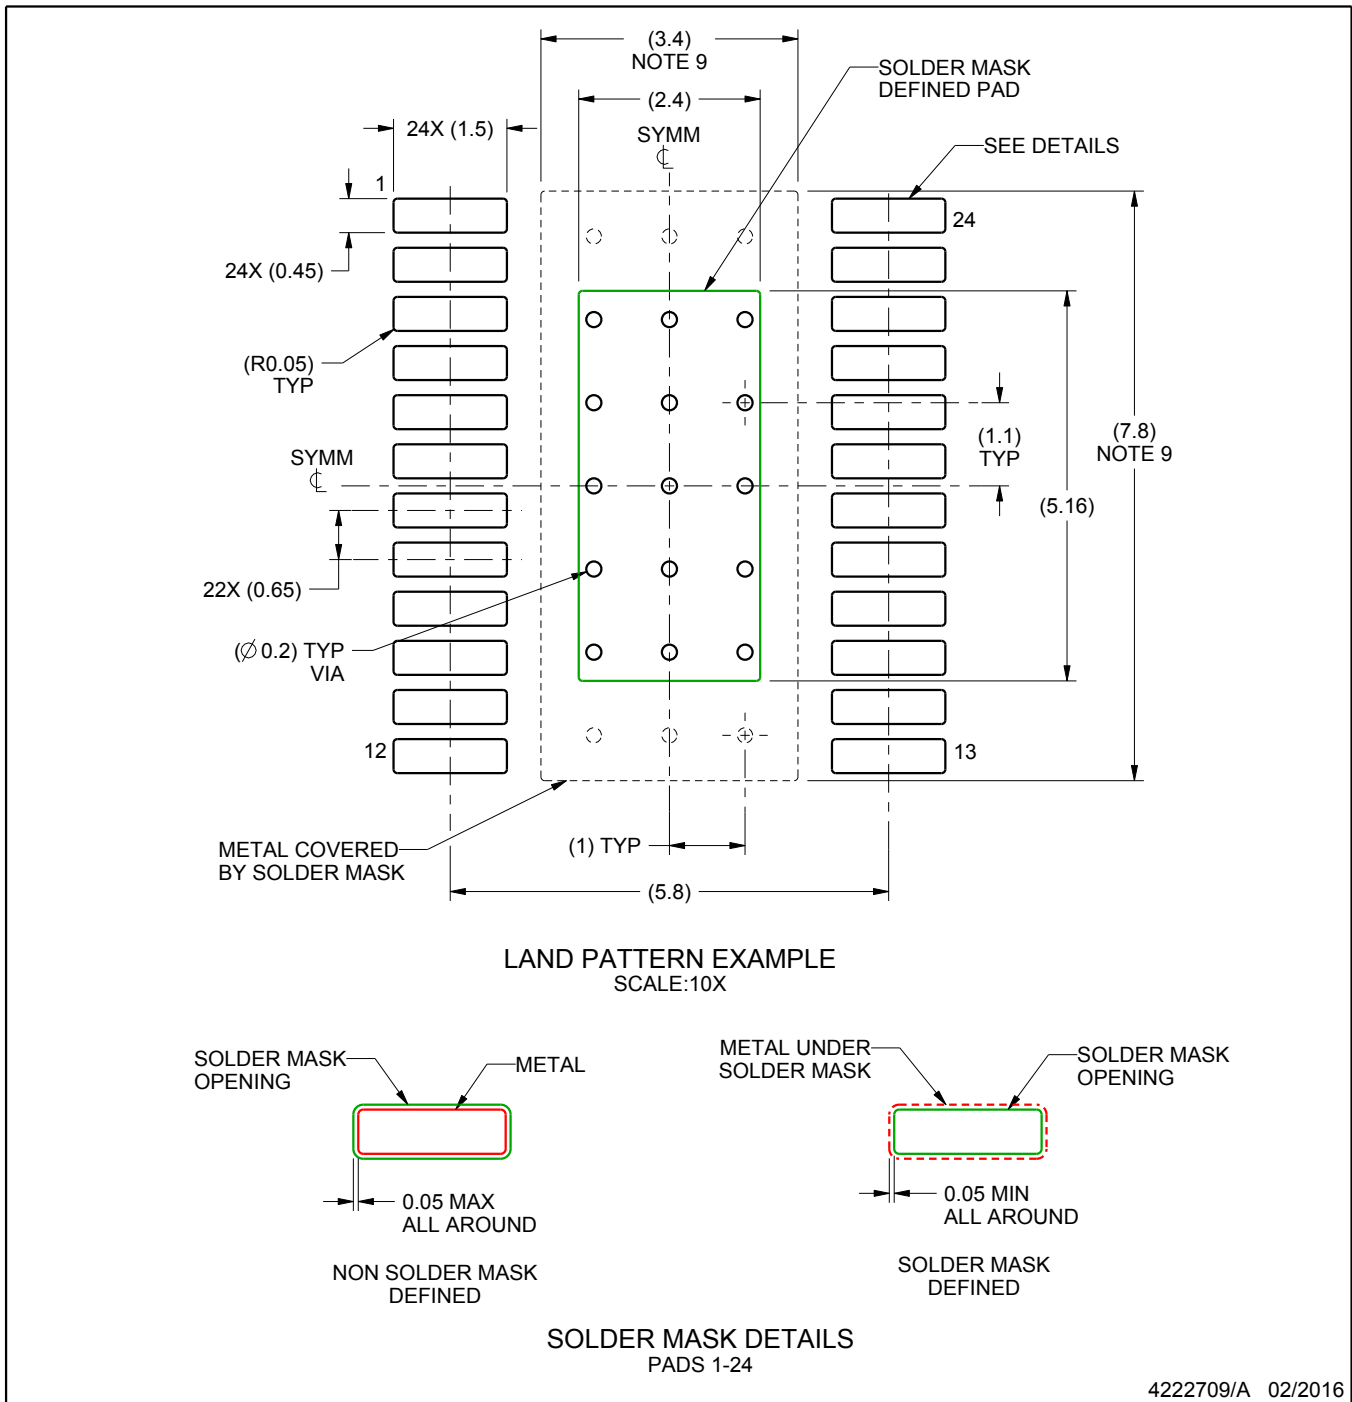 (3.4)
NOTE 9
SOLDER MASK
DEFINED PAD
(2.4)
24X (1.5)
SYMM
SEE DETAILS
1
24
24X (0.45)
(R0.05)
TYP
(1.1)
TYP
(7.8)
NOTE 9
SYMM
(5.16)
22X (0.65)
(Ø 0.2) TYP
VIA
12
13
METAL COVERED
BY SOLDER MASK
(1) TYP
(5.8)
LAND PATTERN EXAMPLE
SCALE:10X
SOLDER MASK
OPENING
METAL
0.05 MAX
ALL AROUND
NON SOLDER MASK
DEFINED
METAL UNDER
SOLDER MASK
SOLDER MASK
OPENING
0.05 MIN
ALL AROUND
SOLDER MASK
DEFINED
SOLDER MASK DETAILS
PADS 1-24
4222709/A 02/2016